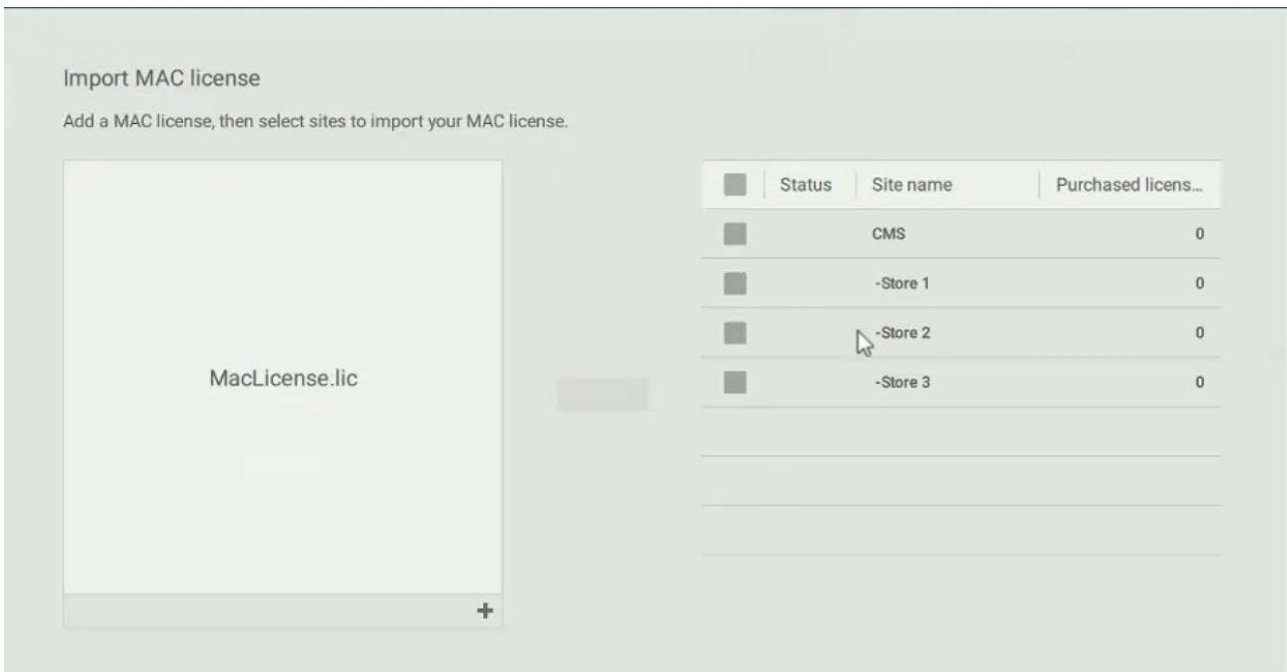 Import MAC license
Add a MAC license, then select sites to import your MAC license.
MacLicense.lic
+
Status Site name Purchased licens...
CMS 0
-Store 1 0
-Store 2 0
-Store 3 0